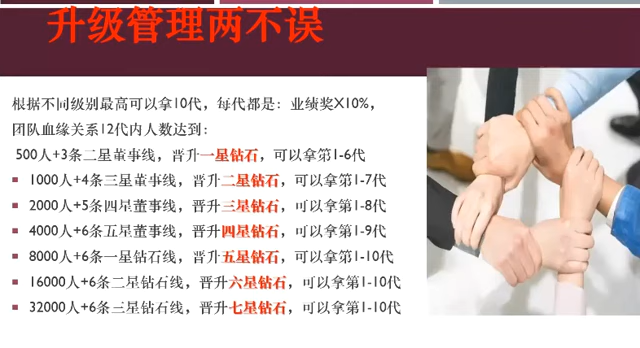 升级管理两不误
根据不同级别最高可以拿10代，每代都是：业绩奖X10%，
团队血缘关系12代内人数达到：
500人+3条二星董事线，晋升一星钻石，可以拿第1-6代
1000人+4条三星董事线，晋升二星钻石，可以拿第1-7代
2000人+5条四星董事线，晋升三星钻石，可以拿第1-8代
4000人+6条五星董事线，晋升四星钻石，可以拿第1-9代
8000人+6条一星钻石线，晋升五星钻石，可以拿第1-10代
16000人+6条二星钻石线，晋升六星钻石，可以拿第1-10代
32000人+6条三星钻石线，晋升七星钻石，可以拿第1-10代